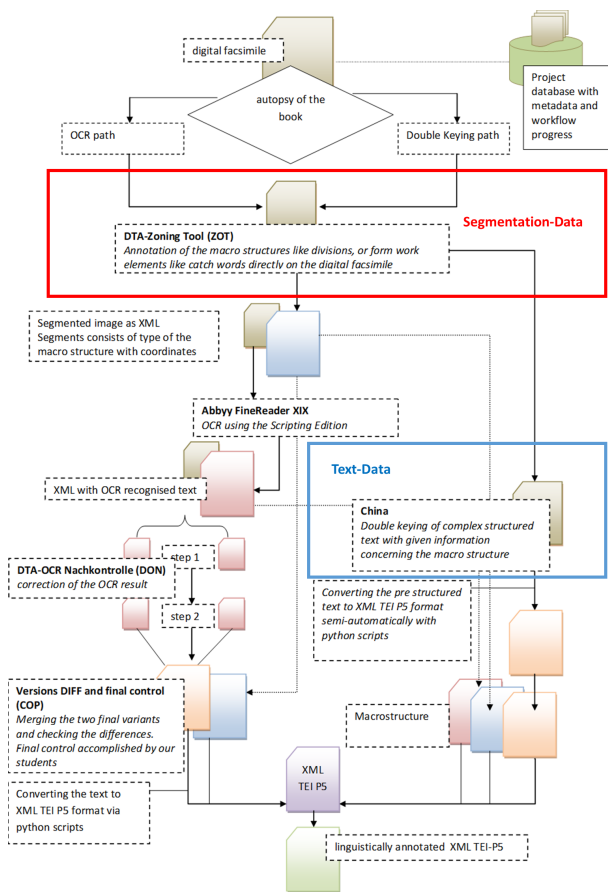 digital facsimile
Project
database with
metadata and
workflow
progress
autopsy of the
book
OCR path
Double Keying path
Segmentation-Data
DTA-Zoning Tool (ZOT)
Annotation of the macro structures like divisions, or form work
elements like catch words directly on the digital facsimile
Segmented image as XML
Segments consists of type of the
macro structure with coordinates
Abbyy FineReader XIX
OCR using the Scripting Edition
Text-Data
XML with OCR recognised text
China
Double keying of complex structured
text with given information
concerning the macro structure
step 1
DTA-OCR Nachkontrolle (DON)
correction of the OCR result
Converting the pre structured
text to XML TEI P5 format
semi-automatically with
python scripts
step 2
Versions DIFF and final control
(COP)
Merging the two final variants
and checking the differences.
Final control accomplished by our
students
Macrostructure
XML
TEI P5
Converting the text to
XML TEI P5 format via
python scripts
linguistically annotated XML TEI-P5